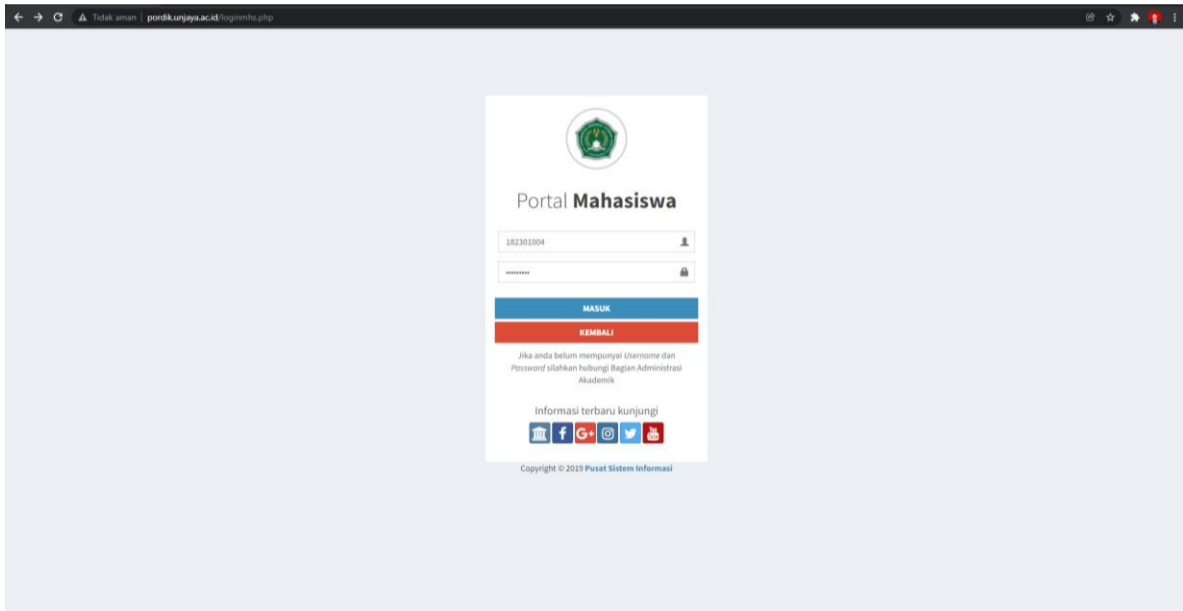 Tidak aman | pordik.unjaya.ac.id/loginmhs.php
Portal Mahasiswa
182301004
MASUK
KEMBALI
Jika anda belum mempunyai Username dan
Password silahkan hubungi Bagian Administrasi
Akademik
Informasi terbaru kunjungi
Copyright © 2019 Pusat Sistem Informasi